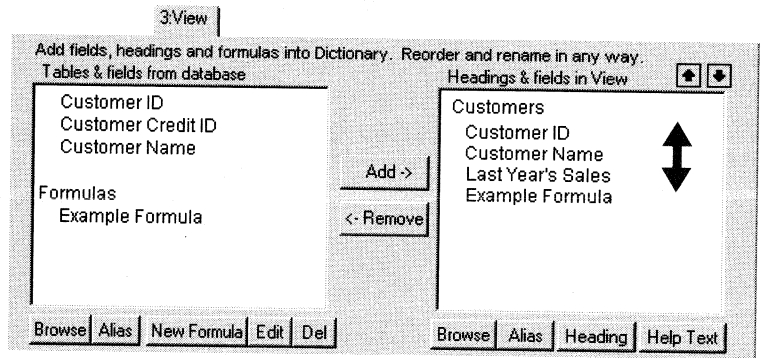 3:View
Add fields, headings and formulas into Dictionary. Reorder and rename in any way.
Tables & fields from database
Customer ID
Customer Credit ID
Customer Name
Formulas
Example Formula
Browse Alias New Formula Edit Del
Add ->
<- Remove
Headings & fields in View
Customers
Customer ID
Customer Name
Last Year's Sales
Example Formula
Browse Alias Heading Help Text